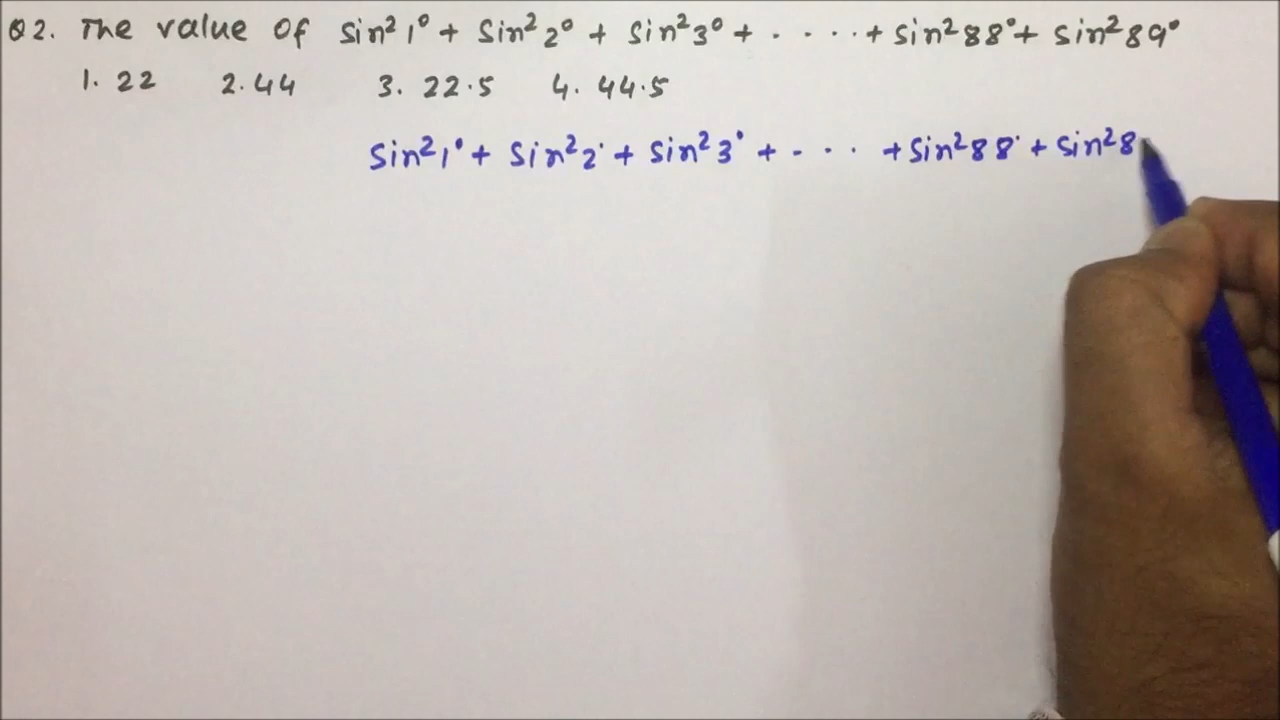 Q2. The value of sin²1° + sin²2° + sin²3° + ..... + sin²88° + sin²89°
1. 22 2. 44 3. 22.5 4. 44.5
sin²1° + sin²2° + sin²3° + .... + sin²88° + sin²8